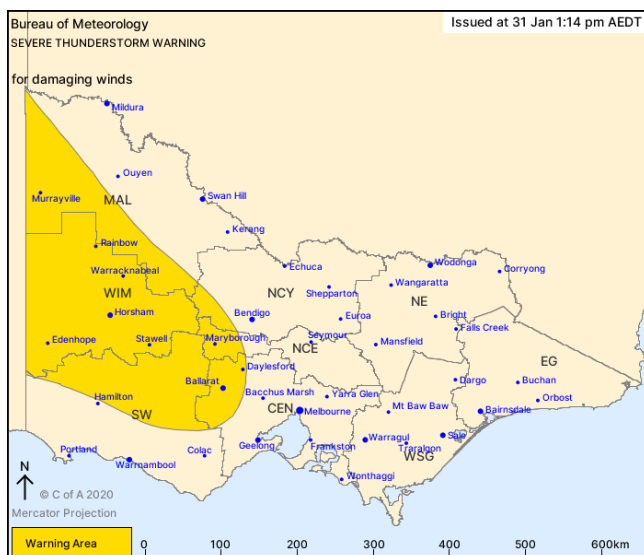 Bureau of Meteorology
Issued at 31 Jan 1:14 pm AEDT
SEVERE THUNDERSTORM WARNING
for damaging winds
Mildura
Ouyen
Murrayville
MAL
Swan Hill
Kerang
Rainbow
Warracknabeal
Echuca
Wodonga
Corryong
WIM
NCY
Shepparton
Wangaratta
NE
Horsham
Bendigo
Euroa
Bright
Falls Creek
Edenhope
Stawell
Maryborough
Seymour
NCE
Mansfield
EG
Daylesford
Ballarat
Dargo
Buchan
Hamilton
SW
Bacchus Marsh
Yarra Glen
Orbost
CEN
Melbourne
Mt Baw Baw
Bairnsdale
Portland
Warrnambool
Colac
Geelong
Frankston
Warragul
Traralgon
Sale
WSG
Wonthaggi
N
© C of A 2020
Mercator Projection
Warning Area
0 100 200 300 400 500 600km